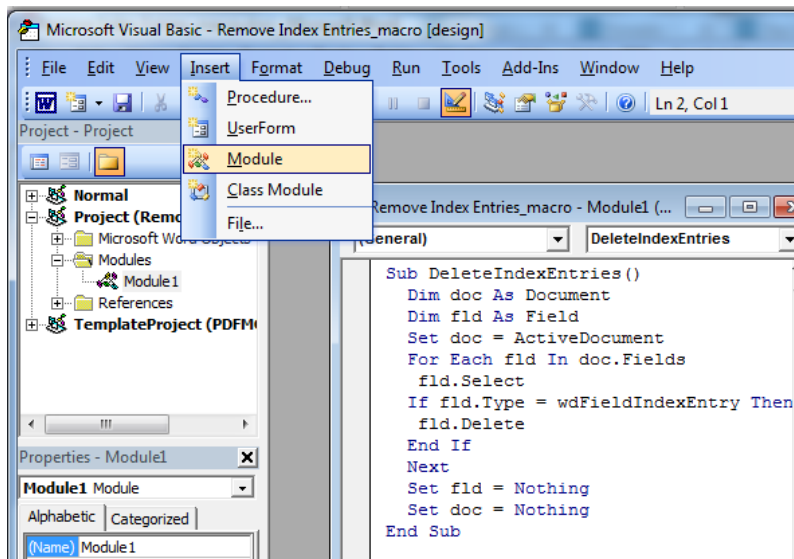 Microsoft Visual Basic - Remove Index Entries_macro [design]
File Edit View Insert Format Debug Run Tools Add-Ins Window Help
Ln 2, Col 1
Procedure...
UserForm
Module
Class Module
File...
Project - Project
Normal
Project (Remo
Microsoft Word Objects
Modules
Module1
References
TemplateProject (PDFM
Properties - Module1
Module1 Module
Alphabetic Categorized
(Name) Module1
Remove Index Entries_macro - Module1 (...
(General) DeleteIndexEntries
Sub DeleteIndexEntries()
Dim doc As Document
Dim fld As Field
Set doc = ActiveDocument
For Each fld In doc.Fields
fld.Select
If fld.Type = wdFieldIndexEntry Then
fld.Delete
End If
Next
Set fld = Nothing
Set doc = Nothing
End Sub